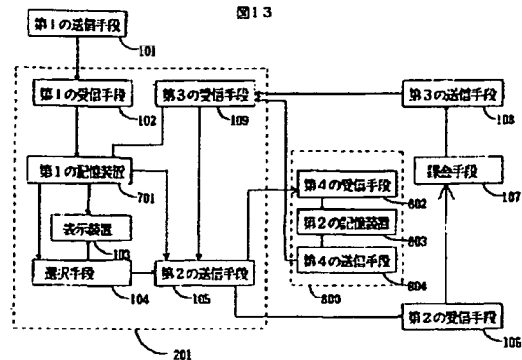 図13
第1の送信手段
101
第1の受信手段
102
第3の受信手段
109
第3の送信手段
108
第1の記憶装置
701
第4の受信手段
802
課金手段
107
表示装置
103
第2の記憶装置
803
選択手段
104
第2の送信手段
105
第4の送信手段
804
800
第2の受信手段
106
201